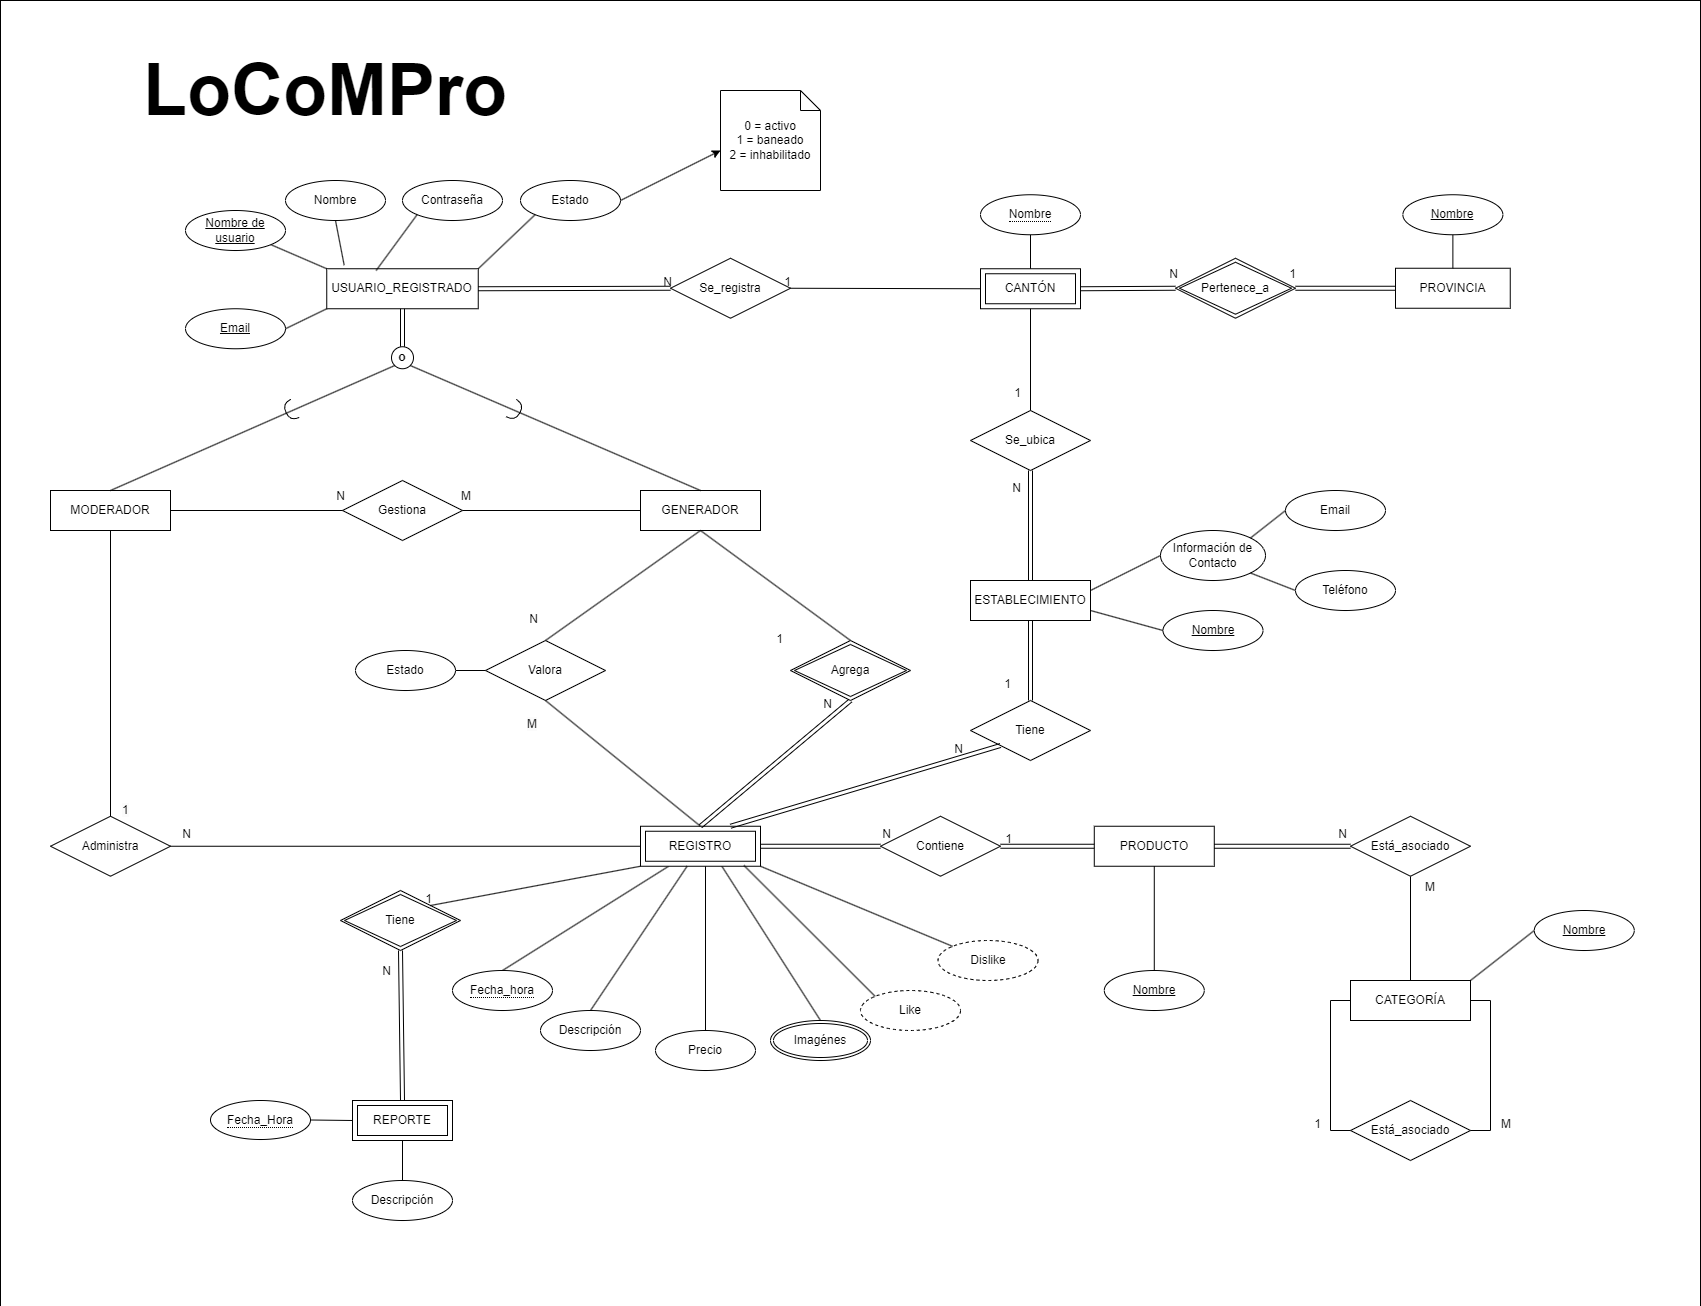 LoCoMPro
0 = activo
1 = baneado
2 = inhabilitado
Nombre de
usuario
Nombre
Contraseña
Estado
Nombre
Nombre
USUARIO_REGISTRADO
N
Se_registra
1
CANTÓN
N
Pertenece_a
1
PROVINCIA
Email
o
1
Se_ubica
N
MODERADOR
N
Gestiona
M
GENERADOR
Email
Información de
Contacto
Teléfono
ESTABLECIMIENTO
Nombre
N
1
Estado
Valora
Agrega
M
N
1
Tiene
N
1
Administra
N
REGISTRO
N
Contiene
1
PRODUCTO
N
Está_asociado
M
1
Tiene
N
Fecha_hora
Descripción
Precio
Imagénes
Like
Dislike
Nombre
Nombre
CATEGORÍA
1
Está_asociado
M
Fecha_Hora
REPORTE
Descripción